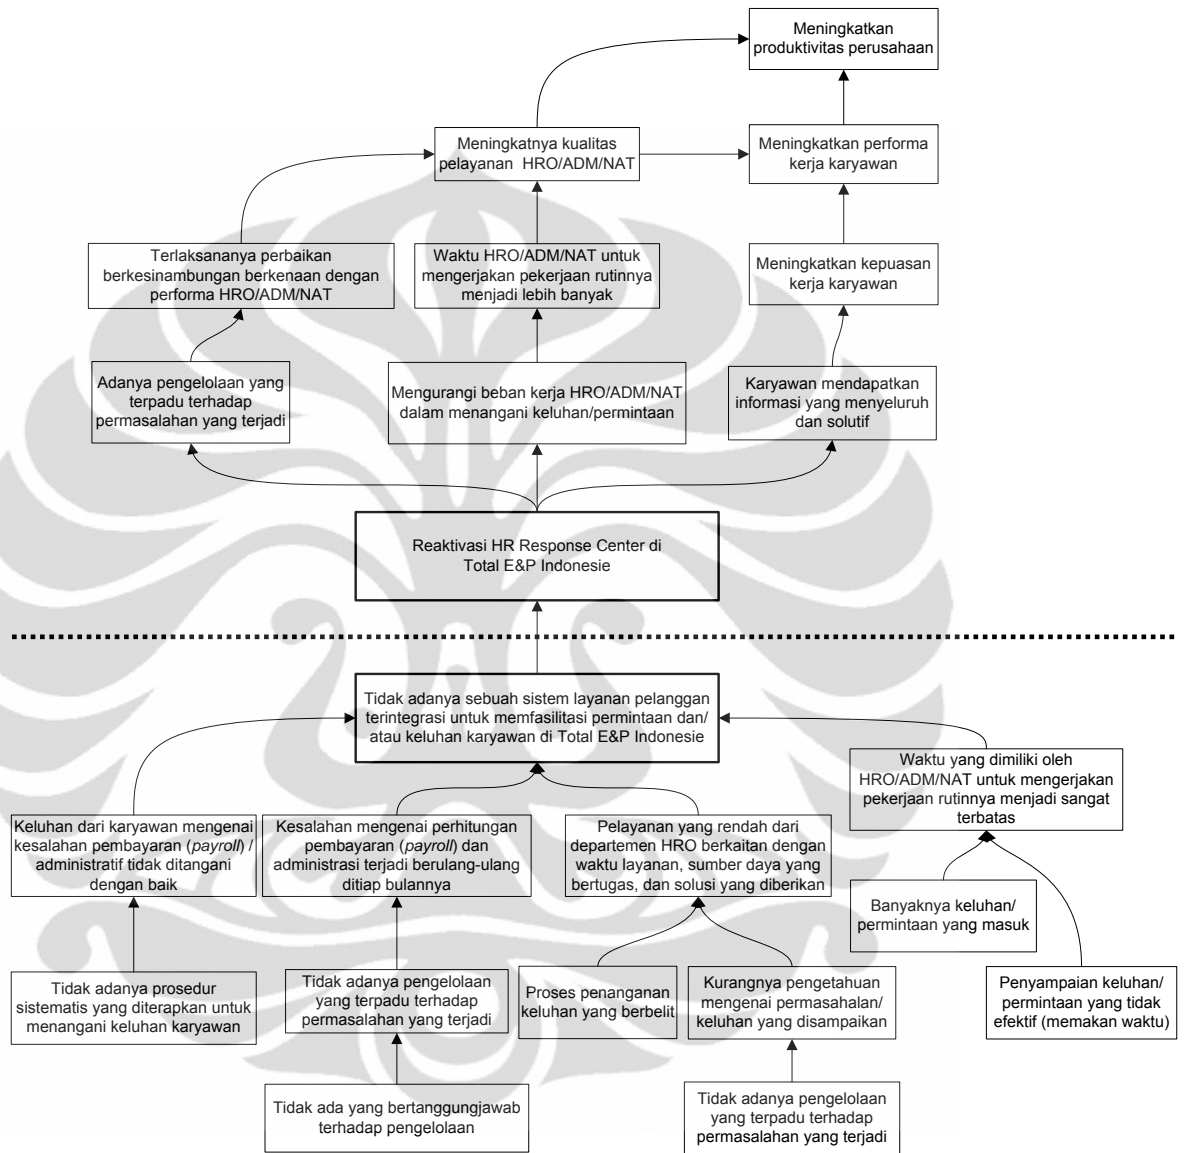 Meningkatkan
produktivitas perusahaan
Meningkatnya kualitas
pelayanan HRO/ADM/NAT
Meningkatkan performa
kerja karyawan
Terlaksananya perbaikan
berkesinambungan berkenaan dengan
performa HRO/ADM/NAT
Waktu HRO/ADM/NAT untuk
mengerjakan pekerjaan rutinnya
menjadi lebih banyak
Meningkatkan kepuasan
kerja karyawan
Adanya pengelolaan yang
terpadu terhadap
permasalahan yang terjadi
Mengurangi beban kerja HRO/ADM/NAT
dalam menangani keluhan/permintaan
Karyawan mendapatkan
informasi yang menyeluruh
dan solutif
Reaktivasi HR Response Center di
Total E&P Indonesie
Tidak adanya sebuah sistem layanan pelanggan
terintegrasi untuk memfasilitasi permintaan dan/
atau keluhan karyawan di Total E&P Indonesie
Waktu yang dimiliki oleh
HRO/ADM/NAT untuk mengerjakan
pekerjaan rutinnya menjadi sangat
terbatas
Keluhan dari karyawan mengenai
kesalahan pembayaran (payroll) /
administratif tidak ditangani
dengan baik
Kesalahan mengenai perhitungan
pembayaran (payroll) dan
administrasi terjadi berulang-ulang
ditiap bulannya
Pelayanan yang rendah dari
departemen HRO berkaitan dengan
waktu layanan, sumber daya yang
bertugas, dan solusi yang diberikan
Banyaknya keluhan/
permintaan yang masuk
Tidak adanya prosedur
sistematis yang diterapkan untuk
menangani keluhan karyawan
Tidak adanya pengelolaan
yang terpadu terhadap
permasalahan yang terjadi
Proses penanganan
keluhan yang berbelit
Kurangnya pengetahuan
mengenai permasahalan/
keluhan yang disampaikan
Penyampaian keluhan/
permintaan yang tidak
efektif (memakan waktu)
Tidak ada yang bertanggungjawab
terhadap pengelolaan
Tidak adanya pengelolaan
yang terpadu terhadap
permasalahan yang terjadi